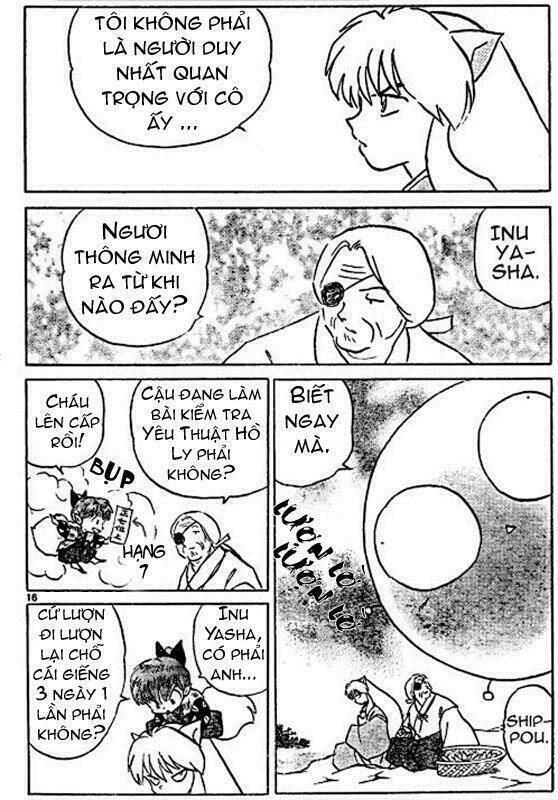 TÔI KHÔNG PHẢI
LÀ NGƯỜI DUY
NHẤT QUAN
TRỌNG VỚI CÔ
ẤY ...
INU
YA-
SHA.
NGƯƠI
THÔNG MINH
RA TỪ KHI
NÀO ĐẤY?
BIẾT
NGAY
MÀ.
LƯỢN LỜ
LƯỢN LỜ
SHIP-
POU.
CẬU ĐANG LÀM
BÀI KIỂM TRA
YÊU THUẬT HỒ
LY PHẢI
KHÔNG?
CHÁU
LÊN CẤP
RỒI!
BỤP
HẠNG
7
16
INU
YASHA,
CÓ PHẢI
ANH...
CỨ LƯỢN
ĐI LƯỢN
LẠI CHỖ
CÁI GIẾNG
3 NGÀY 1
LẦN PHẢI
KHÔNG?